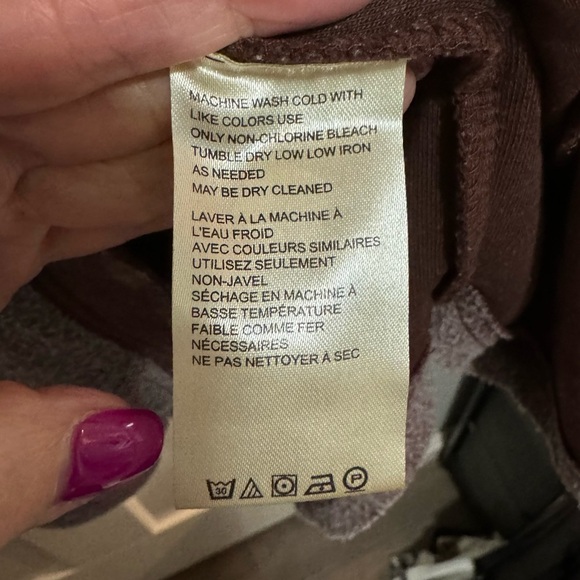 MACHINE WASH COLD WITH
LIKE COLORS USE
ONLY NON-CHLORINE BLEACH
TUMBLE DRY LOW LOW IRON
AS NEEDED
MAY BE DRY CLEANED
LAVER À LA MACHINE À
L'EAU FROID
AVEC COULEURS SIMILAIRES
UTILISEZ SEULEMENT
NON-JAVEL
SÉCHAGE EN MACHINE À
BASSE TEMPÉRATURE
FAIBLE COMME FER
NÉCESSAIRES
NE PAS NETTOYER À SEC
30 P